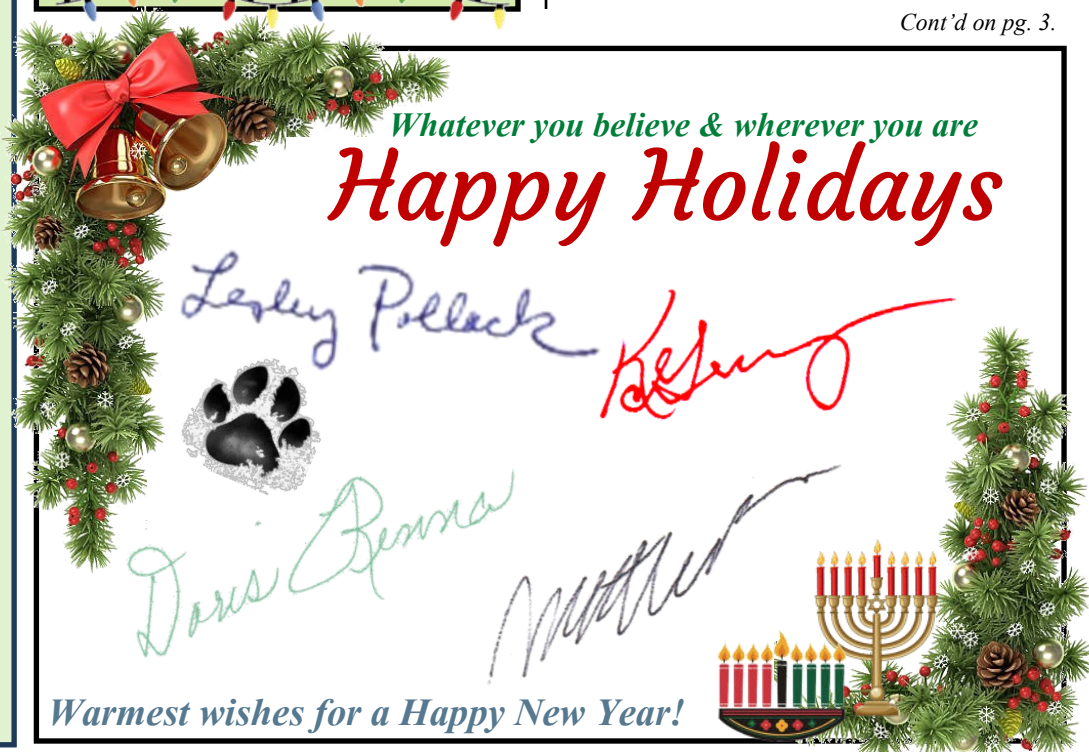 Cont'd on pg. 3.
Whatever you believe & wherever you are
Happy Holidays
Lesley Pollack
Doris Renna
Warmest wishes for a Happy New Year!